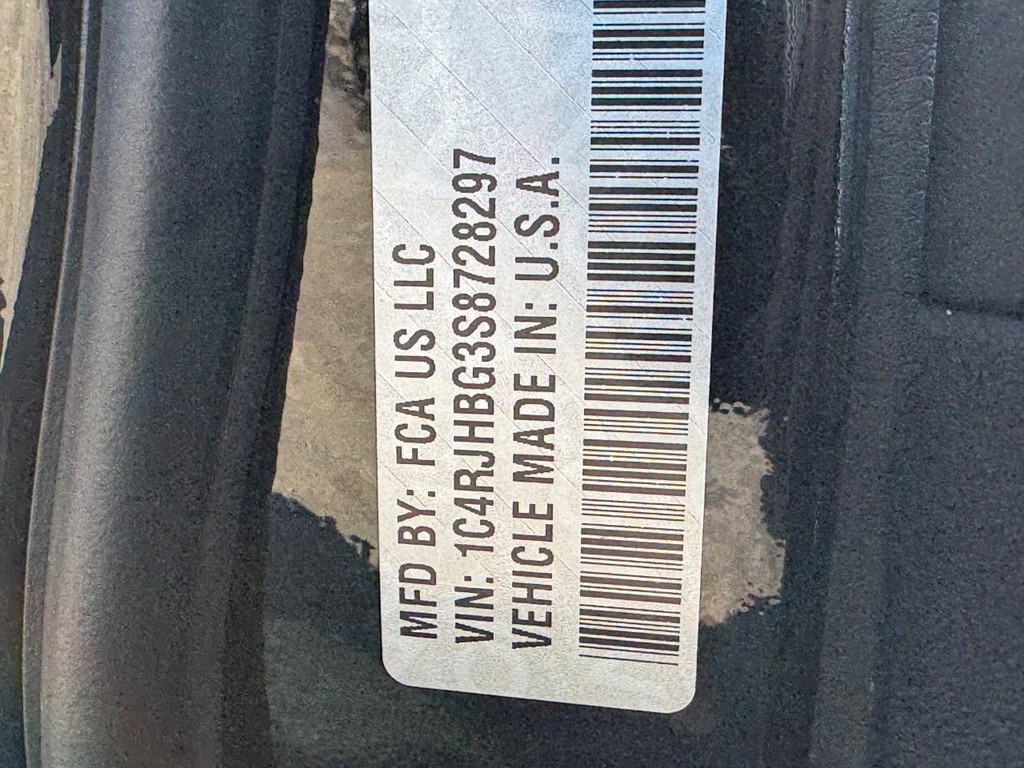 MFD BY: FCA US LLC
VIN: 1C4RJHBG3S8728297
VEHICLE MADE IN: U.S.A.